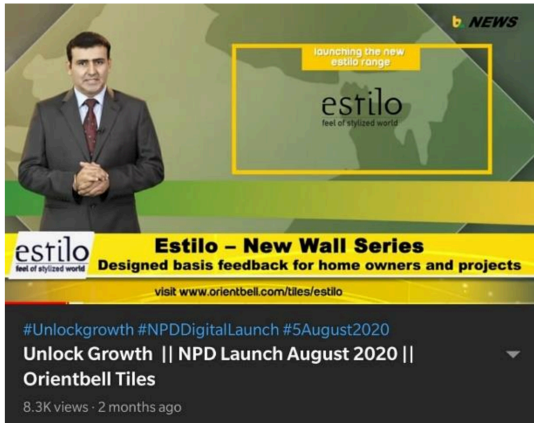 b NEWS
launching the new
estilo range
estilo
feel of stylized world
estilo
feel of stylized world
Estilo – New Wall Series
Designed basis feedback for home owners and projects
visit www.orientbell.com/tiles/estilo
#Unlockgrowth #NPDDigitalLaunch #5August2020
Unlock Growth || NPD Launch August 2020 ||
Orientbell Tiles
8.3K views · 2 months ago